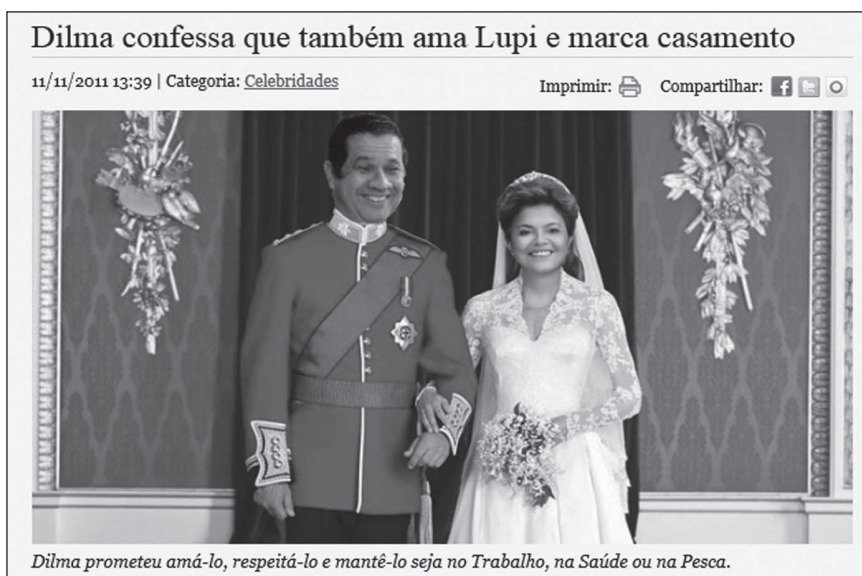 Dilma confessa que também ama Lupi e marca casamento
11/11/2011 13:39 | Categoria: Celebridades Imprimir: Compartilhar:
Dilma prometeu amá-lo, respeitá-lo e mantê-lo seja no Trabalho, na Saúde ou na Pesca.